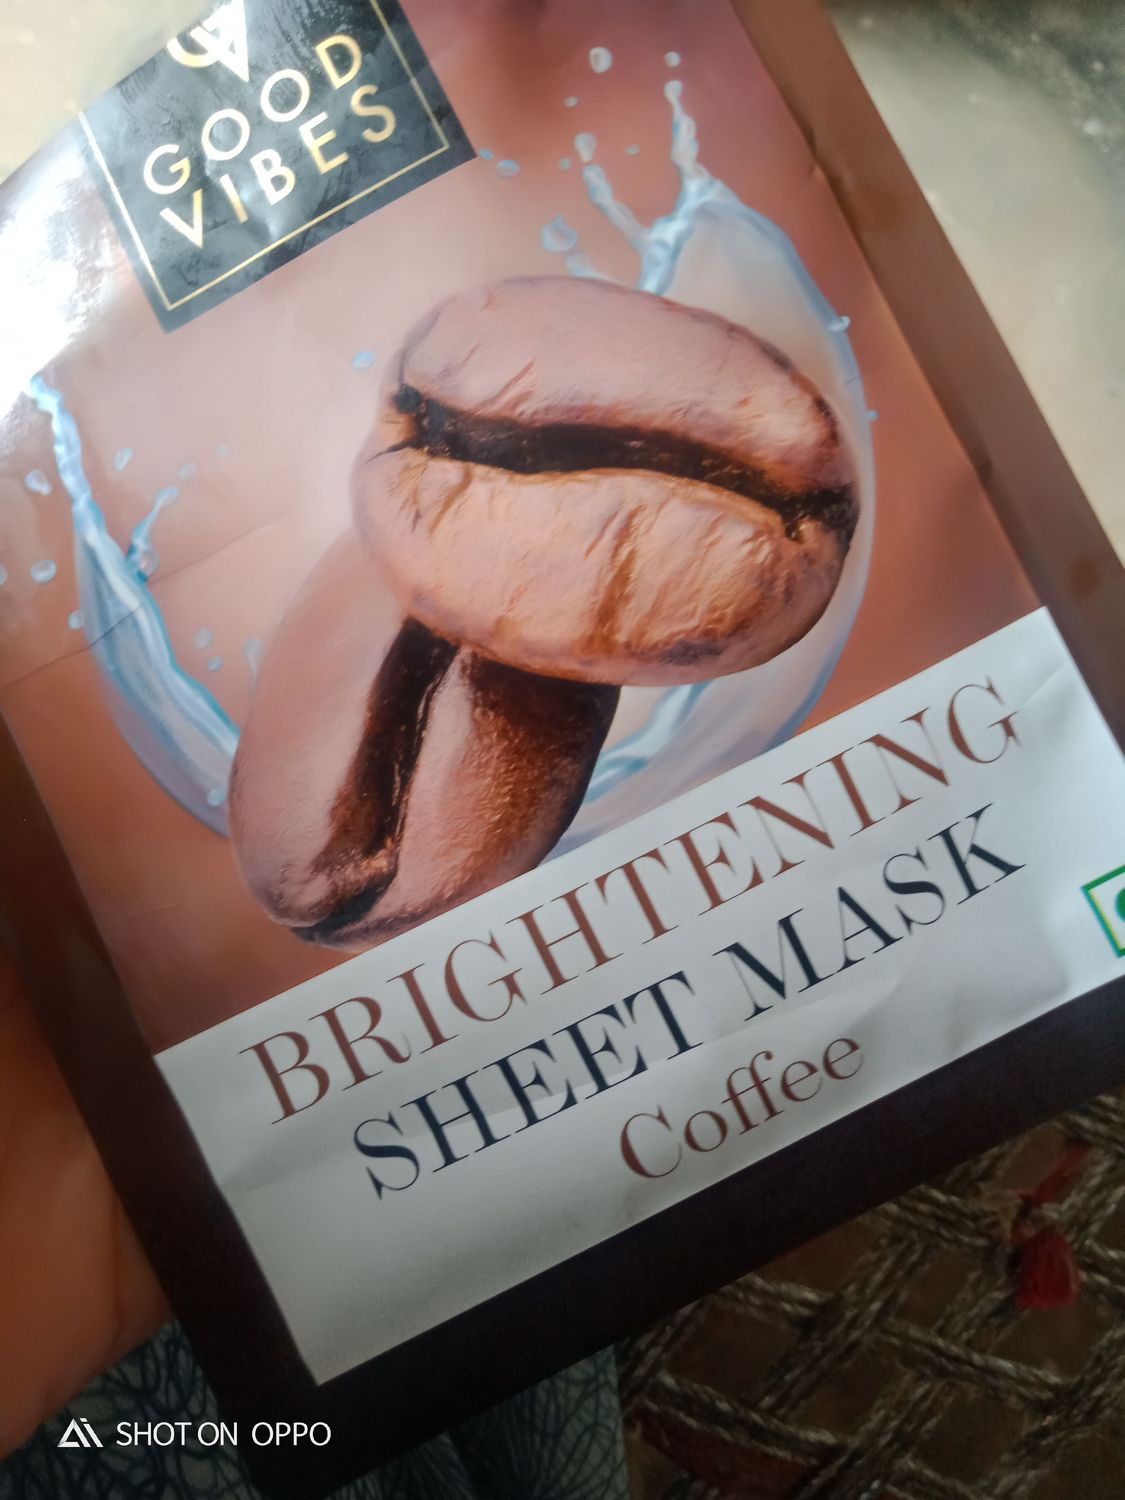 GOOD
VIBES
BRIGHTENING
SHEET MASK
Coffee
SHOT ON OPPO